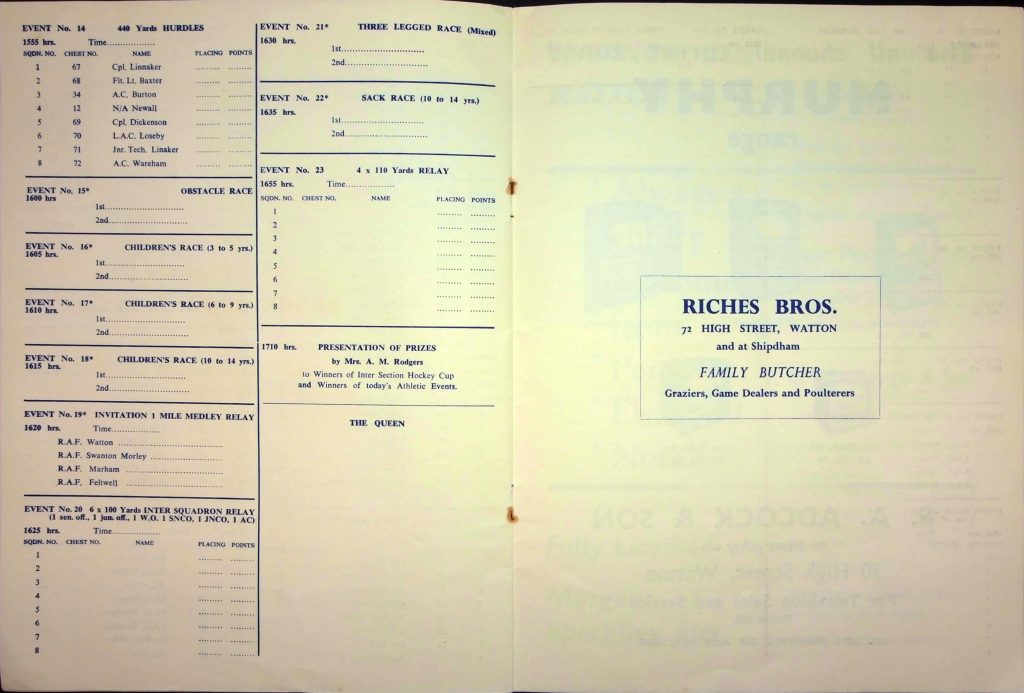 EVENT No. 14 440 Yards HURDLES
1555 hrs. Time..................
SQDN. NO. CHEST NO. NAME PLACING POINTS
1 67 Cpl. Linnaker ......... .........
2 68 Flt. Lt. Baxter ......... .........
3 34 A.C. Burton ......... .........
4 12 N/A Newall ......... .........
5 69 Cpl. Dickenson ......... .........
6 70 L.A.C. Loseby ......... .........
7 71 Jnr. Tech. Linaker ......... .........
8 72 A.C. Wareham ......... .........
EVENT No. 15* OBSTACLE RACE
1600 hrs
1st..............................
2nd..............................
EVENT No. 16* CHILDREN'S RACE (3 to 5 yrs.)
1605 hrs.
1st..............................
2nd..............................
EVENT No. 17* CHILDREN'S RACE (6 to 9 yrs.)
1610 hrs.
1st..............................
2nd..............................
EVENT No. 18* CHILDREN'S RACE (10 to 14 yrs.)
1615 hrs.
1st..............................
2nd..............................
EVENT No. 19* INVITATION 1 MILE MEDLEY RELAY
1620 hrs. Time..................
R.A.F. Watton ..............................
R.A.F. Swanton Morley ......................
R.A.F. Marham ..............................
R.A.F. Feltwell ..............................
EVENT No. 20 6 x 100 Yards INTER SQUADRON RELAY
(1 sen. off., 1 jun. off., 1 W.O. 1 SNCO, 1 JNCO, 1 AC)
1625 hrs. Time..................
SQDN. NO. CHEST NO. NAME PLACING POINTS
1 ......... .........
2 ......... .........
3 ......... .........
4 ......... .........
5 ......... .........
6 ......... .........
7 ......... .........
8 ......... .........
EVENT No. 21* THREE LEGGED RACE (Mixed)
1630 hrs.
1st..............................
2nd..............................
EVENT No. 22* SACK RACE (10 to 14 yrs.)
1635 hrs.
1st..............................
2nd..............................
EVENT No. 23 4 x 110 Yards RELAY
1655 hrs. Time..................
SQDN. NO. CHEST NO. NAME PLACING POINTS
1 ......... .........
2 ......... .........
3 ......... .........
4 ......... .........
5 ......... .........
6 ......... .........
7 ......... .........
8 ......... .........
1710 hrs. PRESENTATION OF PRIZES
by Mrs. A. M. Rodgers
to Winners of Inter Section Hockey Cup
and Winners of today's Athletic Events.
THE QUEEN
RICHES BROS.
72 HIGH STREET, WATTON
and at Shipdham
FAMILY BUTCHER
Graziers, Game Dealers and Poulterers